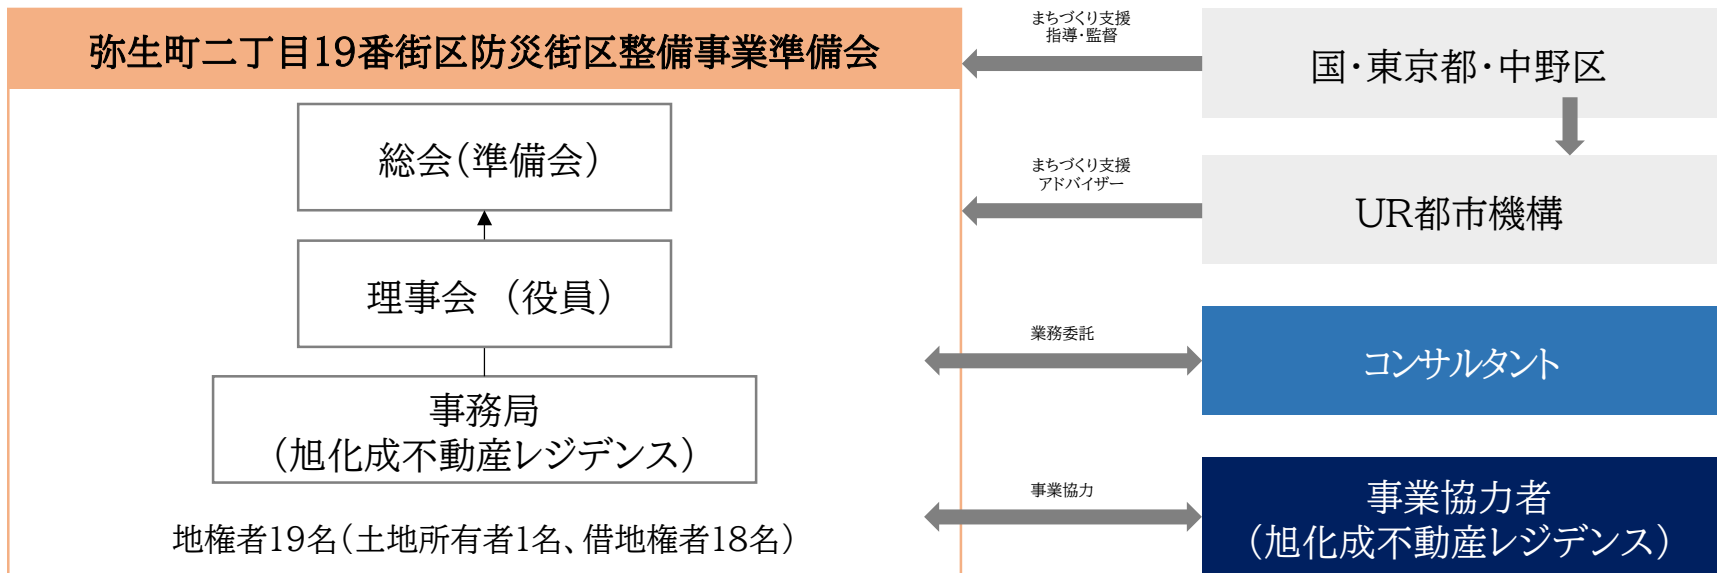 弥生町二丁目19番街区防災街区整備事業準備会
総会(準備会)
理事会 (役員)
事務局
(旭化成不動産レジデンス)
地権者19名(土地所有者1名、借地権者18名)
まちづくり支援
指導・監督
国・東京都・中野区
まちづくり支援
アドバイザー
UR都市機構
業務委託
コンサルタント
事業協力
事業協力者
(旭化成不動産レジデンス)